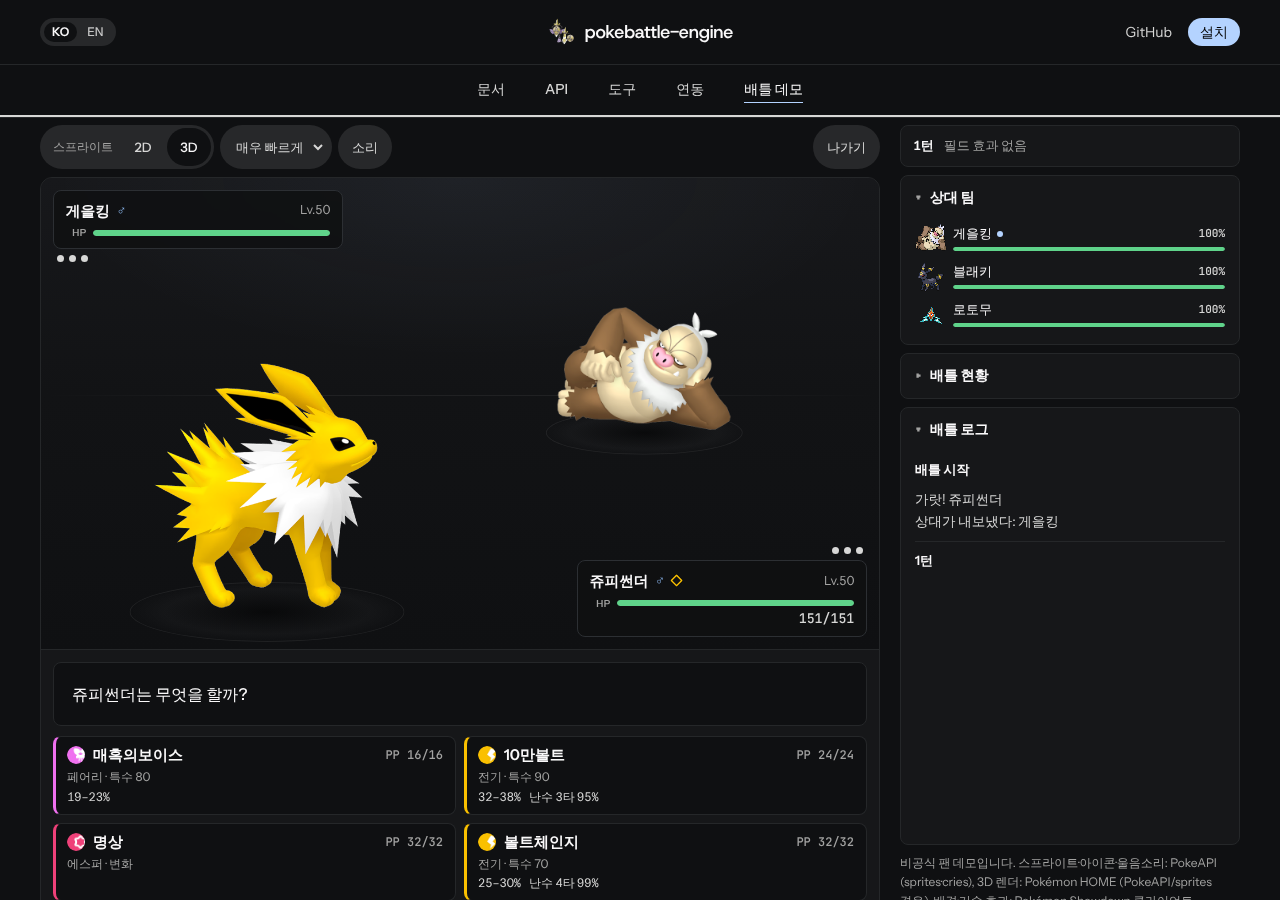 KO EN
pokebattle-engine
GitHub 설치
문서 API 도구 연동 배틀 데모
스프라이트 2D 3D 매우 빠르게 소리 나가기
게을킹 ♂ Lv.50
HP
쥬피썬더 ♂ Lv.50
HP
151/151
쥬피썬더는 무엇을 할까?
매혹의보이스 PP 16/16
페어리 · 특수 80
19–23%
10만볼트 PP 24/24
전기 · 특수 90
32–38% 난수 3타 95%
명상 PP 32/32
에스퍼 · 변화
볼트체인지 PP 32/32
전기 · 특수 70
25–30% 난수 4타 99%
1턴 필드 효과 없음
상대 팀
게을킹 100%
블래키 100%
로토무 100%
배틀 현황
배틀 로그
배틀 시작
가랏! 쥬피썬더
상대가 내보냈다: 게을킹
1턴
비공식 팬 데모입니다. 스프라이트·아이콘·울음소리: PokeAPI
(sprites·cries), 3D 렌더: Pokémon HOME (PokeAPI/sprites